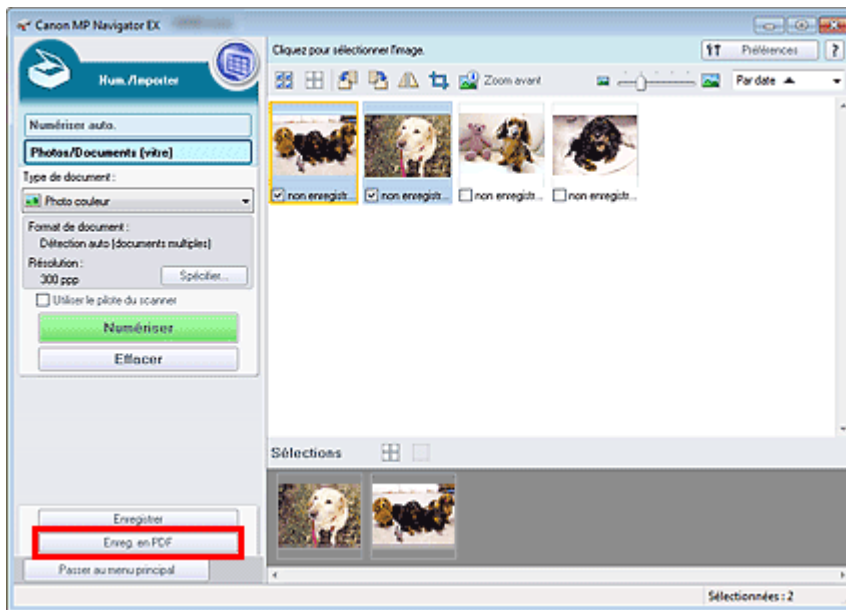 Canon MP Navigator EX
Num./Importer
Numériser auto.
Photos/Documents (vitre)
Type de document :
Photo couleur
Format de document :
Détection auto (documents multiples)
Résolution :
300 ppp
Spécifier...
Utiliser le pilote du scanner
Numériser
Effacer
Enregistrer
Enreg. en PDF
Passer au menu principal
Cliquez pour sélectionner l'image.
Préférences
?
Zoom avant
Par date
non enregistr...
non enregistr...
non enregistr...
non enregistr...
Sélections
Sélectionnées : 2